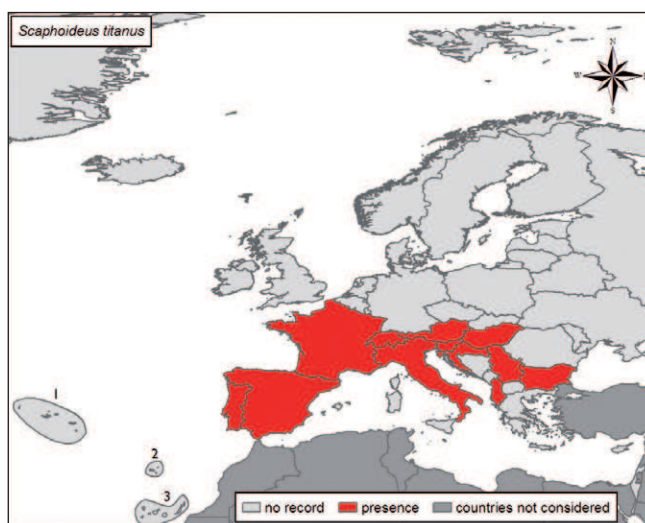 Scaphoideus titanus
N
W
S
1
2
3
no record presence countries not considered